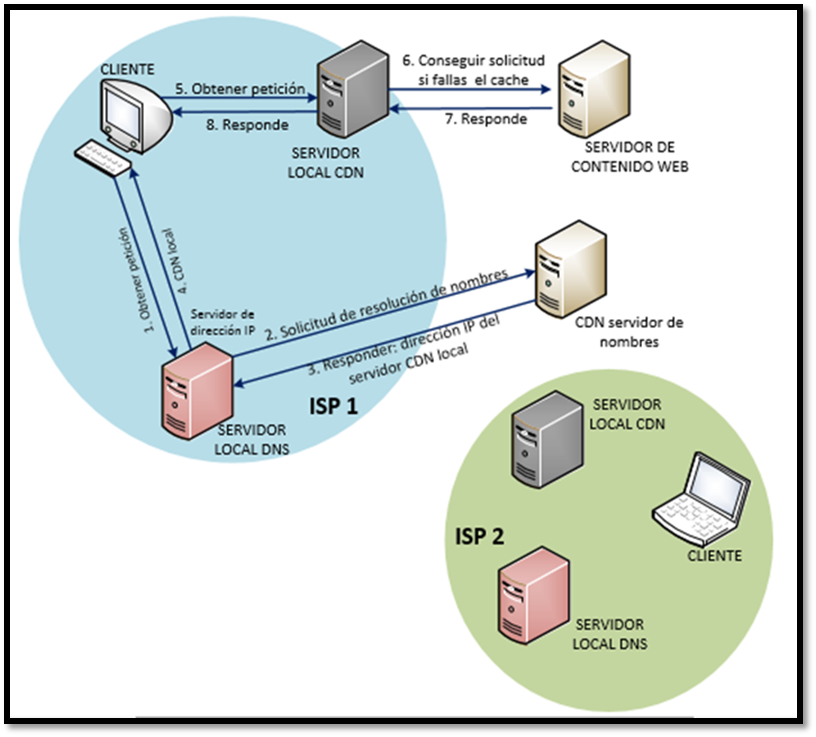 CLIENTE
5. Obtener petición
8. Responde
SERVIDOR
LOCAL CDN
6. Conseguir solicitud
si fallas el cache
7. Responde
SERVIDOR DE
CONTENIDO WEB
1. Obtener petición
4. CDN local
Servidor de
dirección IP
2. Solicitud de resolución de nombres
3. Responder: dirección IP del
servidor CDN local
CDN servidor de
nombres
ISP 1
SERVIDOR
LOCAL DNS
SERVIDOR
LOCAL CDN
ISP 2
CLIENTE
SERVIDOR
LOCAL DNS